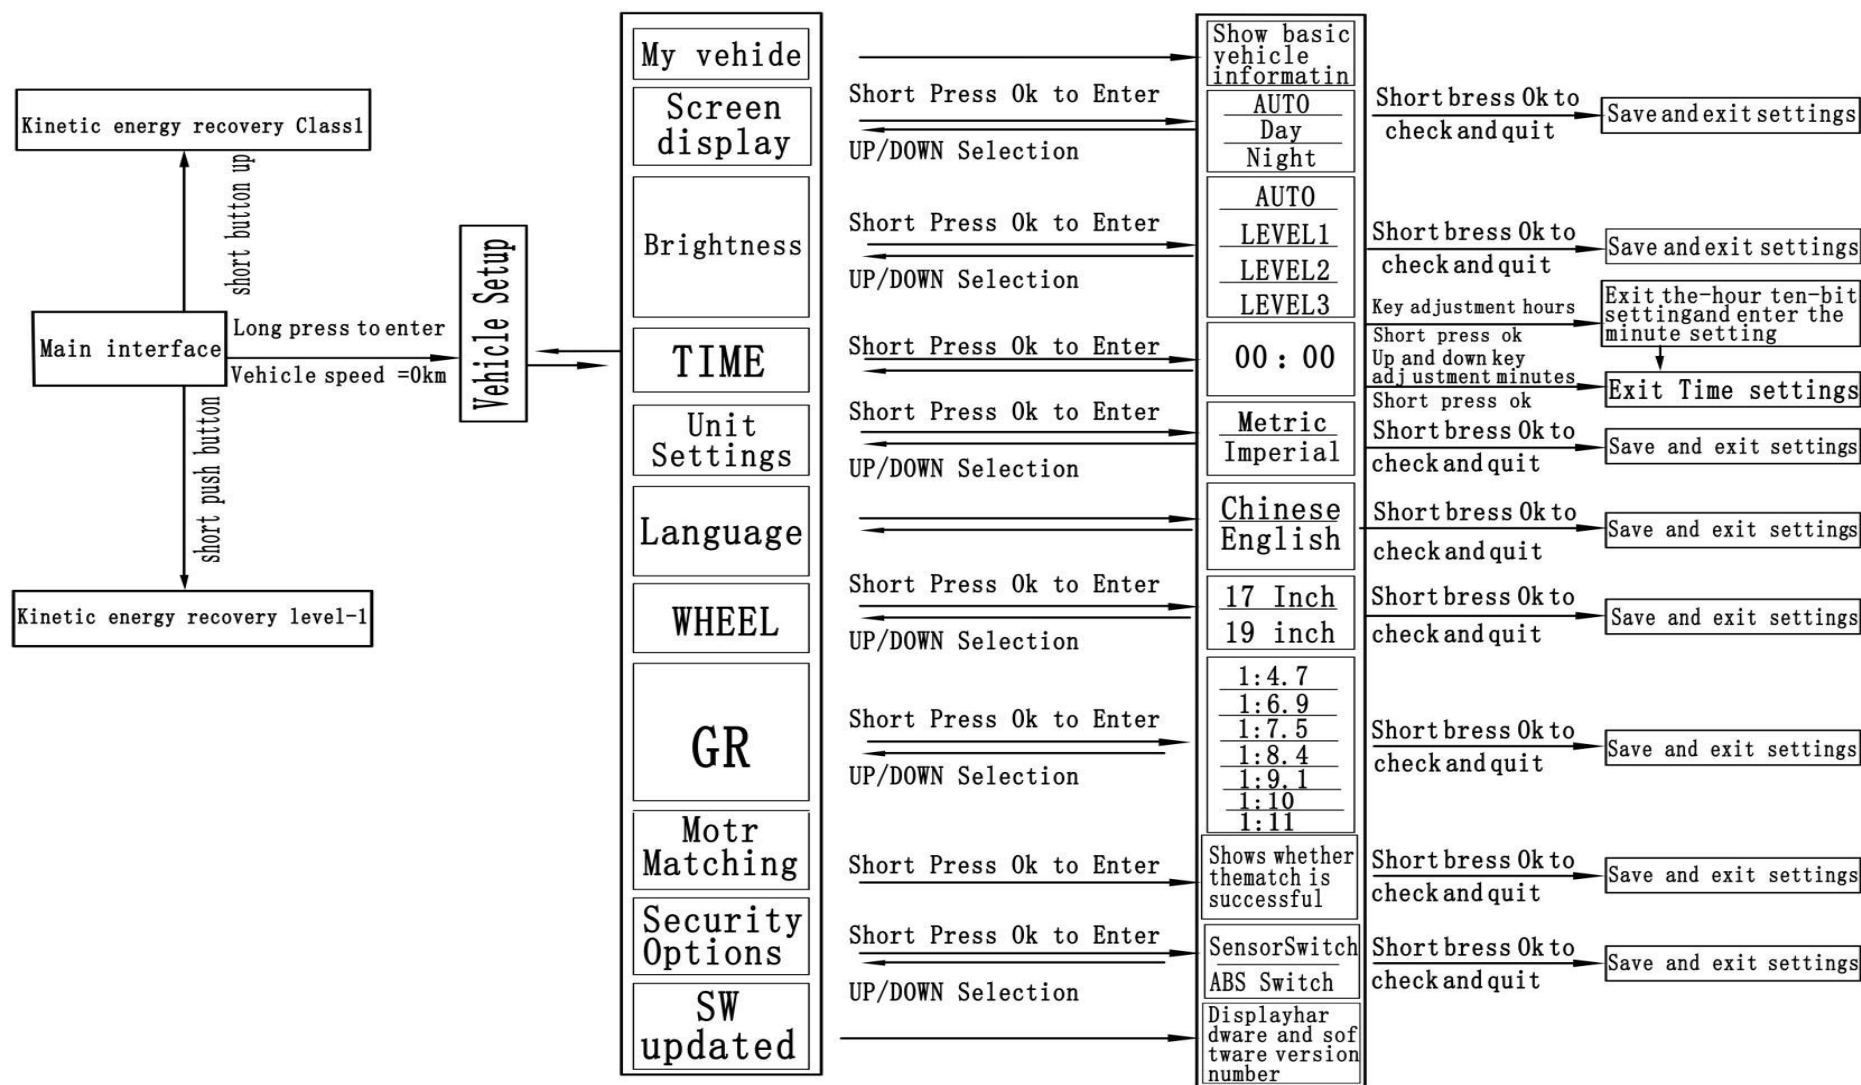 Kinetic energy recovery Class1
short button up
Main interface
Long press to enter
Vehicle speed =0km
short push button
Kinetic energy recovery level-1
Vehicle Setup
My vehide
Screen
display
Brightness
TIME
Unit
Settings
Language
WHEEL
GR
Motr
Matching
Security
Options
SW
updated
Short Press Ok to Enter
UP/DOWN Selection
Short Press Ok to Enter
UP/DOWN Selection
Short Press Ok to Enter
Short Press Ok to Enter
UP/DOWN Selection
Short Press Ok to Enter
UP/DOWN Selection
Short Press Ok to Enter
UP/DOWN Selection
Short Press Ok to Enter
Short Press Ok to Enter
UP/DOWN Selection
Show basic
vehicle
informatin
AUTO
Day
Night
AUTO
LEVEL1
LEVEL2
LEVEL3
00:00
Metric
Imperial
Chinese
English
17 Inch
19 inch
1:4.7
1:6.9
1:7.5
1:8.4
1:9.1
1:10
1:11
Shows whether
thematch is
successful
SensorSwitch
ABS Switch
Displayhar
dware and sof
tware version
number
Short bress Ok to
check and quit
Save and exit settings
Short bress Ok to
check and quit
Save and exit settings
Key adjustment hours
Short press ok
Exit the-hour ten-bit
settingand enter the
minute setting
Up and down key
adj ustment minutes
Short press ok
Exit Time settings
Short bress Ok to
check and quit
Save and exit settings
Short bress Ok to
check and quit
Save and exit settings
Short bress Ok to
check and quit
Save and exit settings
Short bress Ok to
check and quit
Save and exit settings
Short bress Ok to
check and quit
Save and exit settings
Short bress Ok to
check and quit
Save and exit settings